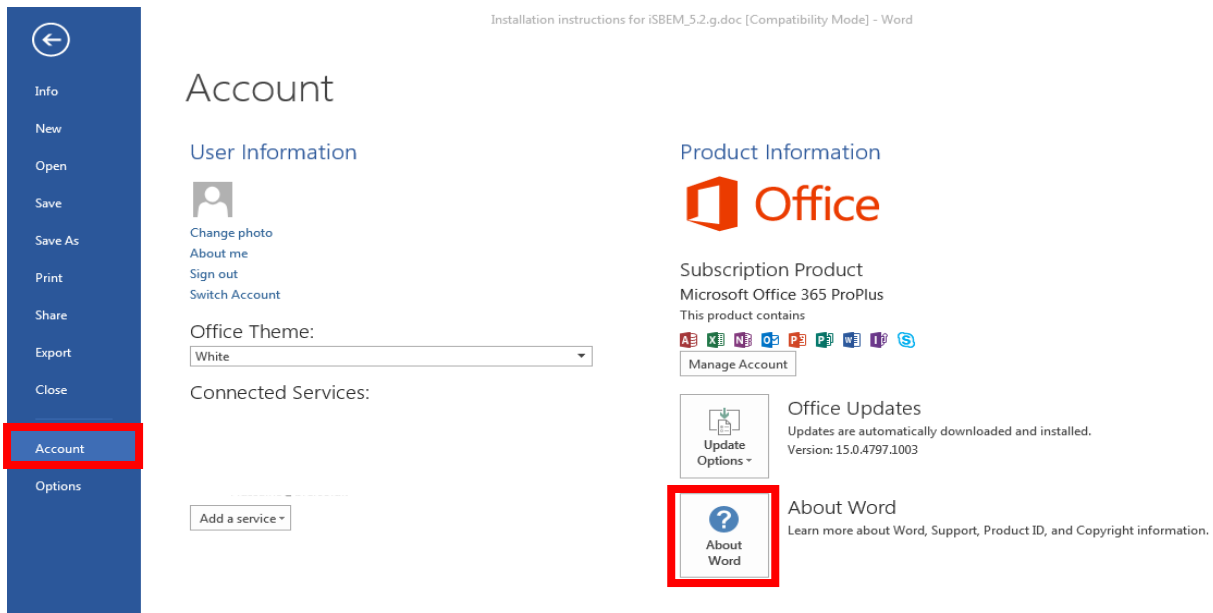 Installation instructions for iSBEM_5.2.g.doc [Compatibility Mode] - Word
Info
New
Open
Save
Save As
Print
Share
Export
Close
Account
Options
Account
User Information
Change photo
About me
Sign out
Switch Account
Office Theme:
White
Connected Services:
Add a service
Product Information
Office
Subscription Product
Microsoft Office 365 ProPlus
This product contains
Manage Account
Update
Options
Office Updates
Updates are automatically downloaded and installed.
Version: 15.0.4797.1003
About
Word
About Word
Learn more about Word, Support, Product ID, and Copyright information.